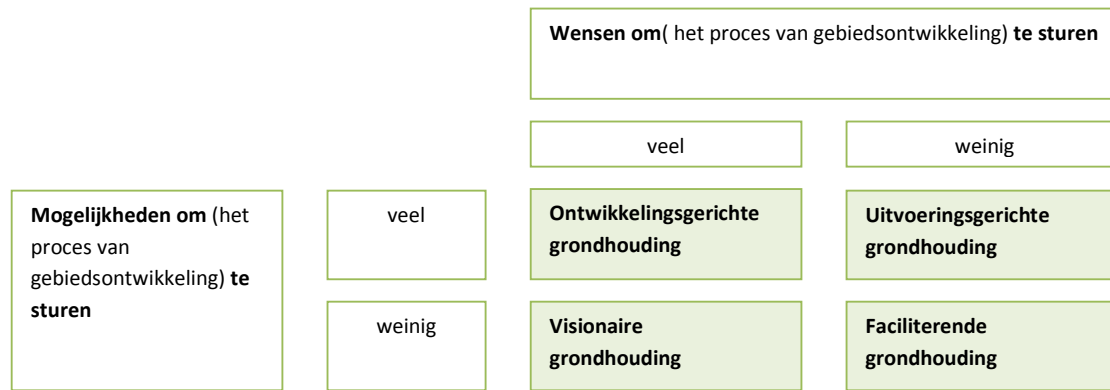 Wensen om( het proces van gebiedsontwikkeling) te sturen
veel
weinig
Mogelijkheden om (het
proces van
gebiedsontwikkeling) te
sturen
veel
Ontwikkelingsgerichte
grondhouding
Uitvoeringsgerichte
grondhouding
weinig
Visionaire
grondhouding
Faciliterende
grondhouding